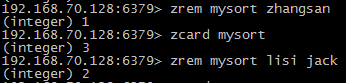 192.168.70.128:6379> zrem mysort zhangsan
(integer) 1
192.168.70.128:6379> zcard mysort
(integer) 3
192.168.70.128:6379> zrem mysort lisi jack
(integer) 2